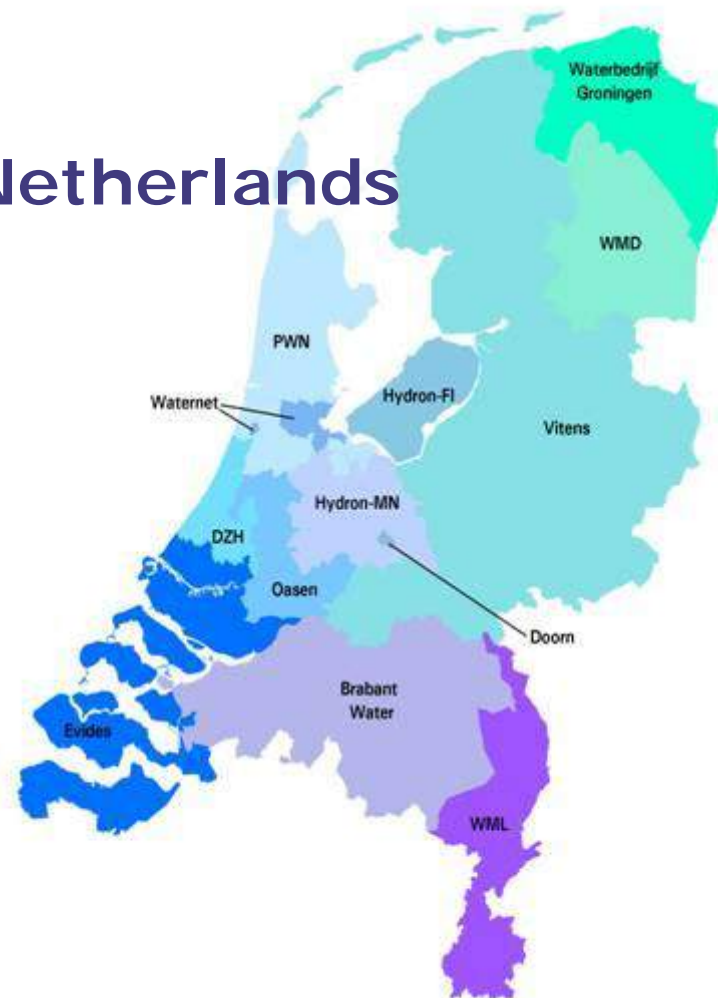 Waterbedrijf
Groningen
Netherlands
WMD
PWN
Waternet
Hydron-Fl
Vitens
Hydron-MN
DZH
Oasen
Doorn
Brabant
Water
Evides
WML